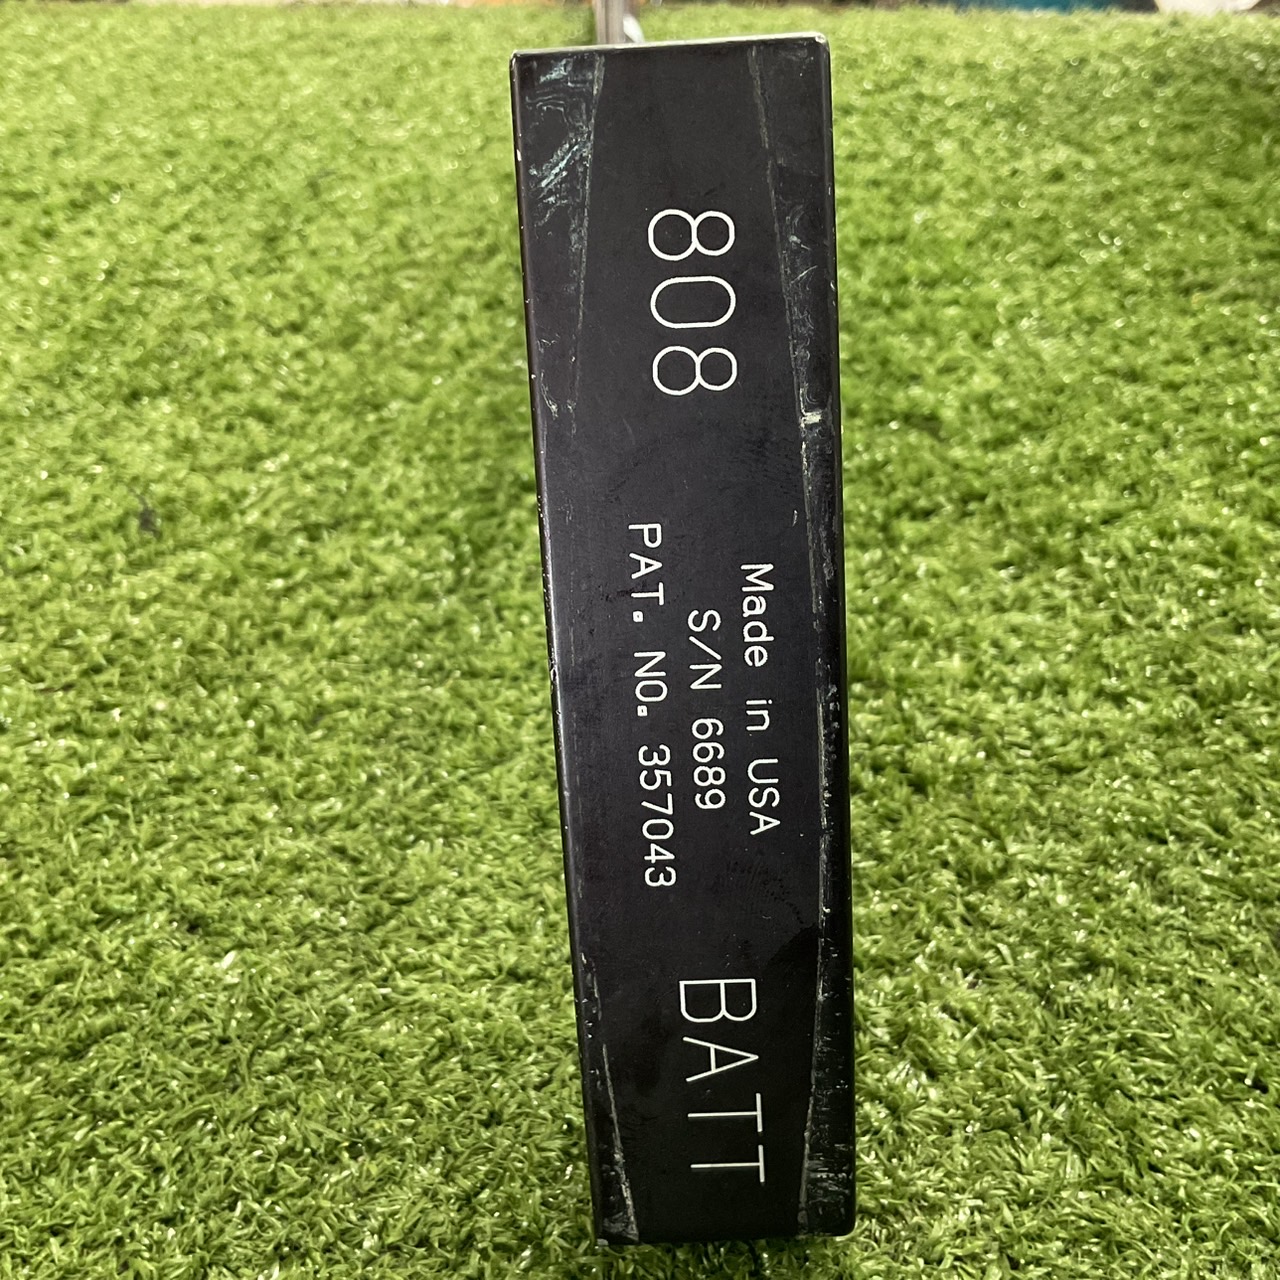 808
Made in USA
S/N 6689
PAT. NO. 357043
BATT